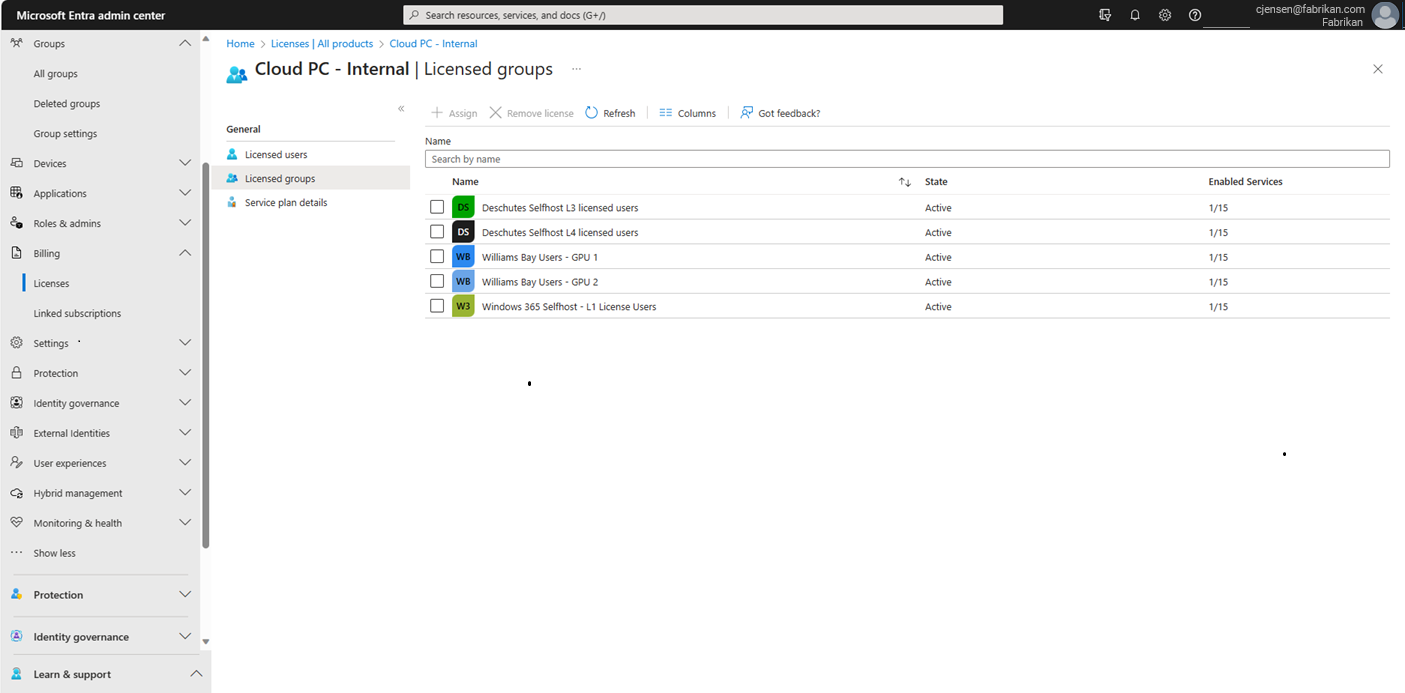 Microsoft Entra admin center
Search resources, services, and docs (G+/)
cjensen@fabrikan.com
Fabrikan
Groups
All groups
Deleted groups
Group settings
Devices
Applications
Roles & admins
Billing
Licenses
Linked subscriptions
Settings
Protection
Identity governance
External Identities
User experiences
Hybrid management
Monitoring & health
Show less
Protection
Identity governance
Learn & support
Home > Licenses | All products > Cloud PC - Internal
Cloud PC - Internal | Licensed groups
General
Licensed users
Licensed groups
Service plan details
Assign Remove license Refresh Columns Got feedback?
Name
Search by name
Name State Enabled Services
DS Deschutes Selfhost L3 licensed users Active 1/15
DS Deschutes Selfhost L4 licensed users Active 1/15
WB Williams Bay Users - GPU 1 Active 1/15
WB Williams Bay Users - GPU 2 Active 1/15
W3 Windows 365 Selfhost - L1 License Users Active 1/15